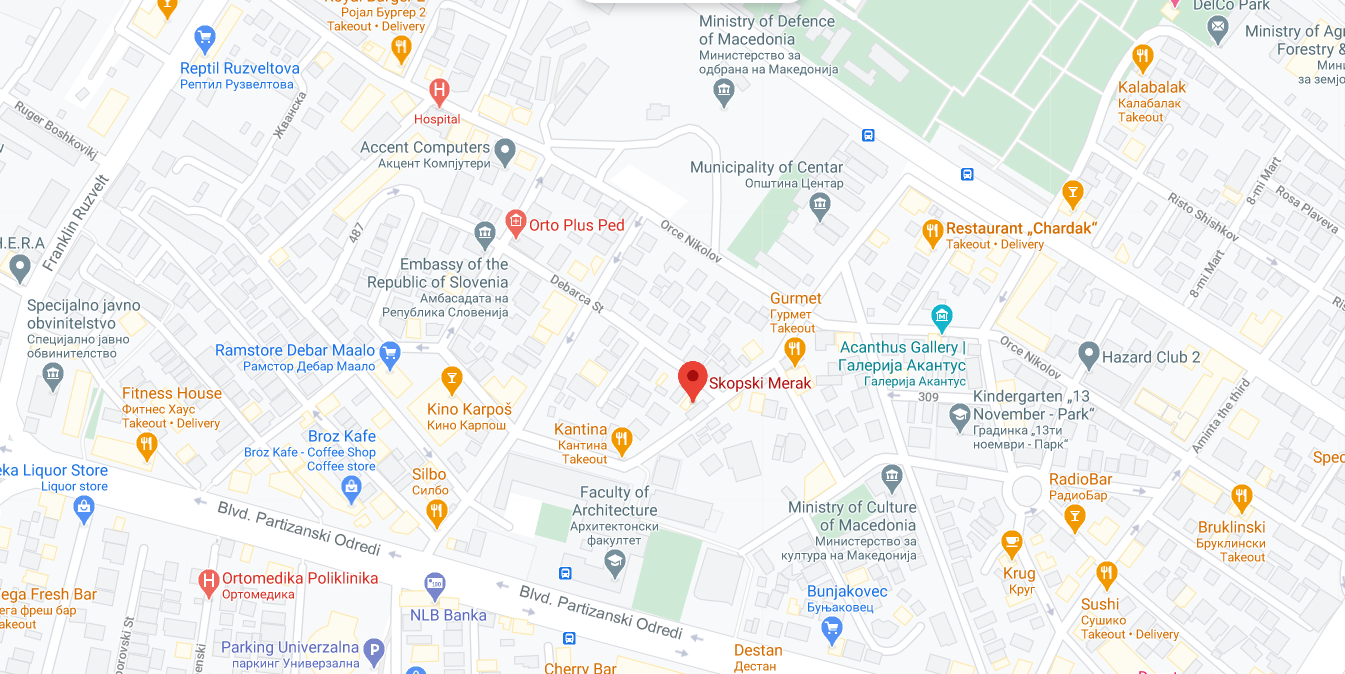 Royal Burger 2
Ројал Бургер 2
Takeout • Delivery
DelCo Park
Ministry of Defence
of Macedonia
Министерство за
одбрана на Македонија
Ministry of Agr
Forestry &
Мини
за земјо
Reptil Ruzveltova
Рептил Рузвелтова
Kalabalak
Калабалак
Takeout
Ruger Boshkovikj
Жванска
Hospital
Accent Computers
Акцент Компјутери
Municipality of Centar
Општина Центар
8-mi Mart
Rosa Plaveva
Risto Shishkov
Franklin Ruzvelt
487
Orto Plus Ped
Orce Nikolov
Restaurant „Chardak“
Takeout • Delivery
H.E.R.A
Embassy of the
Republic of Slovenia
Амбасадата на
Република Словенија
Debarca St
8-mi Mart
Ris
Specijalno javno
obvinitelstvo
Специјално јавно
обвинителство
Gurmet
Гурмет
Takeout
Ramstore Debar Maalo
Рамстор Дебар Маало
Acanthus Gallery |
Галерија Акантус
Галерија Акантус
Orce Nikolov
Hazard Club 2
Skopski Merak
Fitness House
Фитнес Хаус
Takeout • Delivery
Kino Karpoš
Кино Карпош
309
Kindergarten „13
November - Park“
Градинка „13ти
ноември - Парк“
Aminta the third
Broz Kafe
Broz Kafe - Coffee Shop
Coffee store
Kantina
Кантина
Takeout
Spec
eka Liquor Store
Liquor store
Silbo
Силбо
Faculty of
Architecture
Архитектонски
факултет
RadioBar
РадиоБар
Ministry of Culture
of Macedonia
Министерство за
култура на Македонија
Blvd. Partizanski Odredi
Bruklinski
Бруклински
Takeout
Krug
Круг
Ortomedika Poliklinika
Ортомедика
Vega Fresh Bar
ега фреш бар
akeout
NLB Banka
Blvd. Partizanski Odredi
Bunjakovec
Буњаковец
Sushi
Сушико
Takeout • Delivery
Parking Univerzalna
паркинг Универзална
Destan
Дестан
Cherry Bar